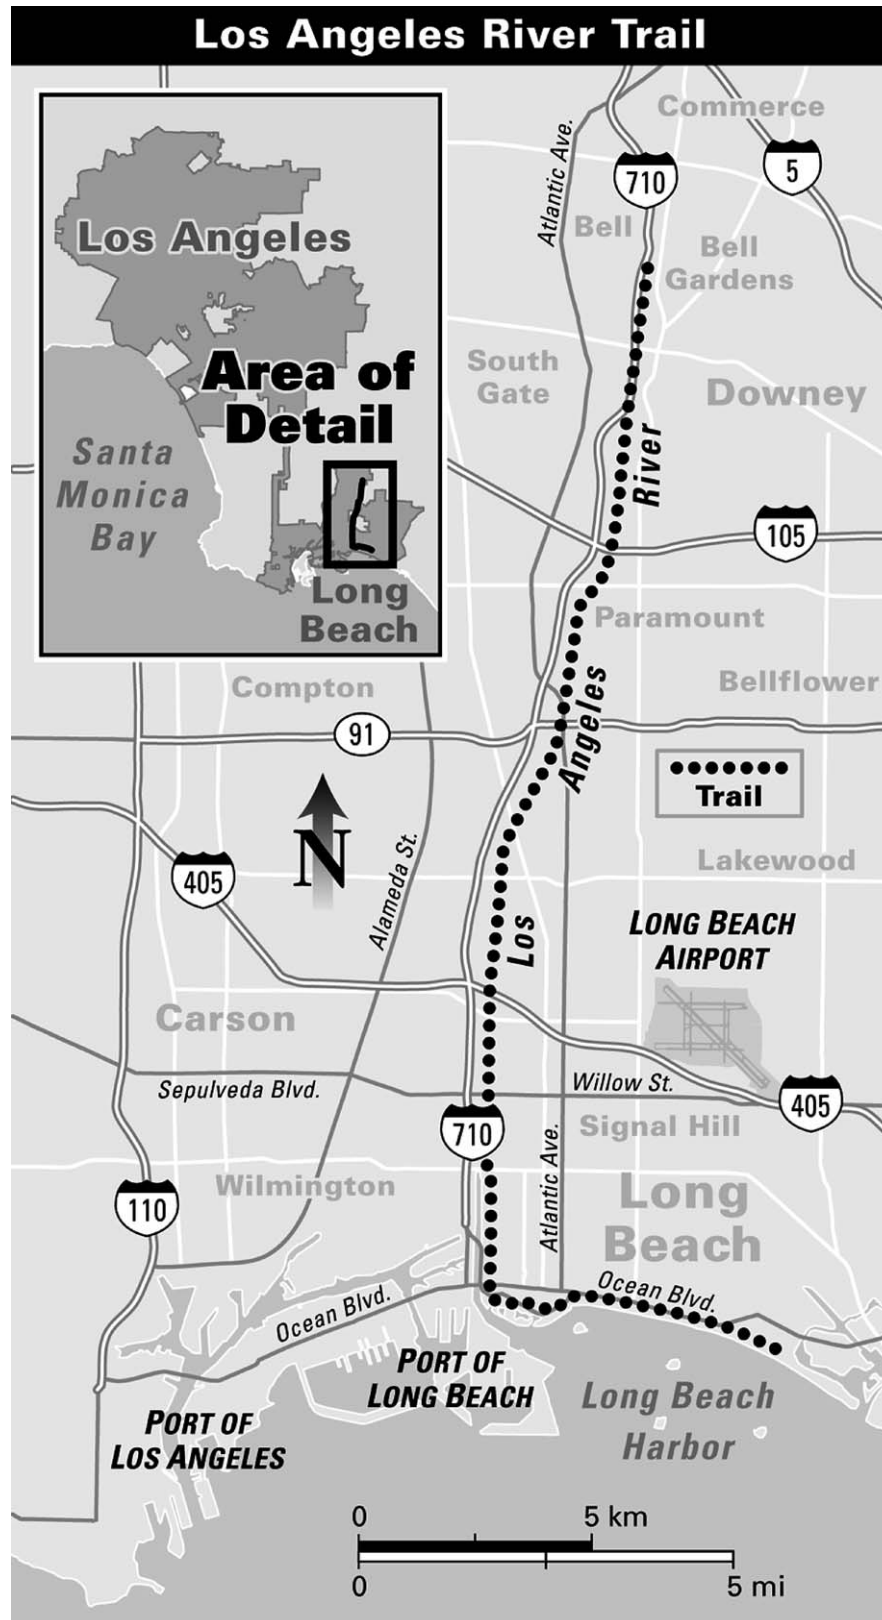 Los Angeles River Trail
Commerce
Atlantic Ave.
710
5
Bell
Bell
Gardens
Los Angeles
Area of
Detail
Santa
Monica
Bay
Long
Beach
South
Gate
Downey
River
105
Paramount
Compton
Bellflower
91
Angeles
Trail
N
405
Alameda St.
Lakewood
Los
LONG BEACH
AIRPORT
Carson
Sepulveda Blvd.
Willow St.
405
710
Signal Hill
110
Wilmington
Atlantic Ave.
Long
Beach
Ocean Blvd.
Ocean Blvd.
PORT OF
LONG BEACH
Long Beach
Harbor
PORT OF
LOS ANGELES
0 5 km
0 5 mi